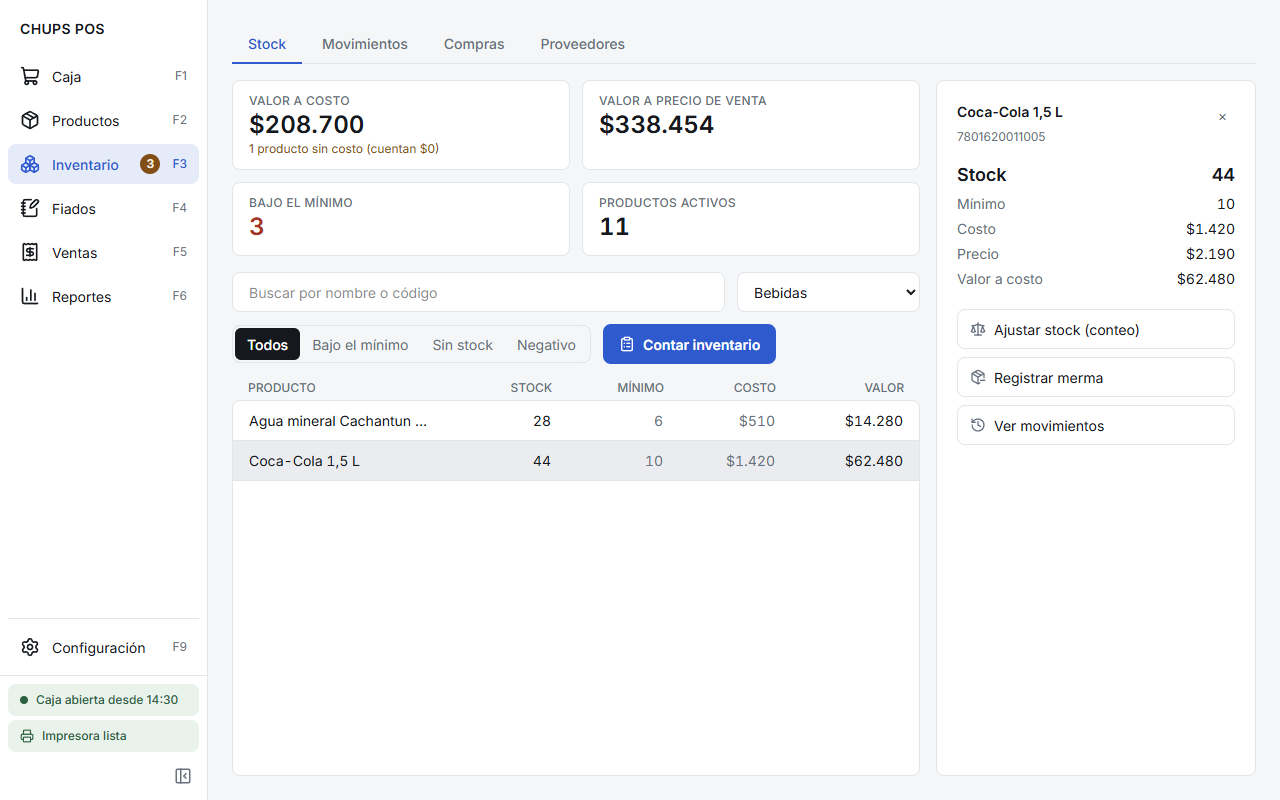 CHUPS POS
Caja F1
Productos F2
Inventario 3 F3
Fiados F4
Ventas F5
Reportes F6
Configuración F9
Caja abierta desde 14:30
Impresora lista
Stock Movimientos Compras Proveedores
VALOR A COSTO
$208.700
1 producto sin costo (cuentan $0)
VALOR A PRECIO DE VENTA
$338.454
BAJO EL MÍNIMO
3
PRODUCTOS ACTIVOS
11
Buscar por nombre o código
Bebidas
Todos Bajo el mínimo Sin stock Negativo
Contar inventario
PRODUCTO STOCK MÍNIMO COSTO VALOR
Agua mineral Cachantun ... 28 6 $510 $14.280
Coca-Cola 1,5 L 44 10 $1.420 $62.480
Coca-Cola 1,5 L ×
7801620011005
Stock 44
Mínimo 10
Costo $1.420
Precio $2.190
Valor a costo $62.480
Ajustar stock (conteo)
Registrar merma
Ver movimientos